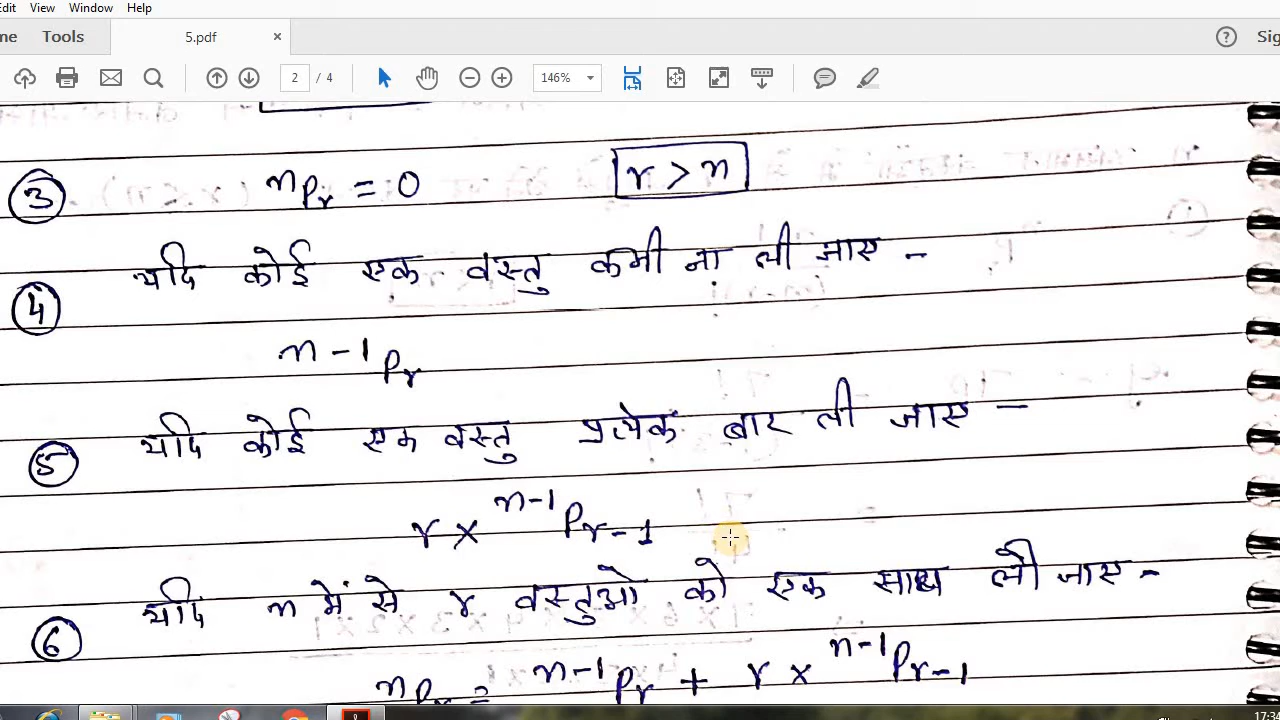 Edit View Window Help
me Tools 5.pdf × ? Sig
2 / 4 146%
③ ⁿPᵣ = 0 r > n
④ यदि कोई एक वस्तु कभी ना ली जाए -
ⁿ⁻¹Pᵣ
⑤ यदि कोई एक वस्तु प्रत्येक बार ली जाए -
r × ⁿ⁻¹Pᵣ₋₁
⑥ यदि n में से r वस्तुओ को एक साथ ली जाए -
ⁿPᵣ = ⁿ⁻¹Pᵣ + r × ⁿ⁻¹Pᵣ₋₁